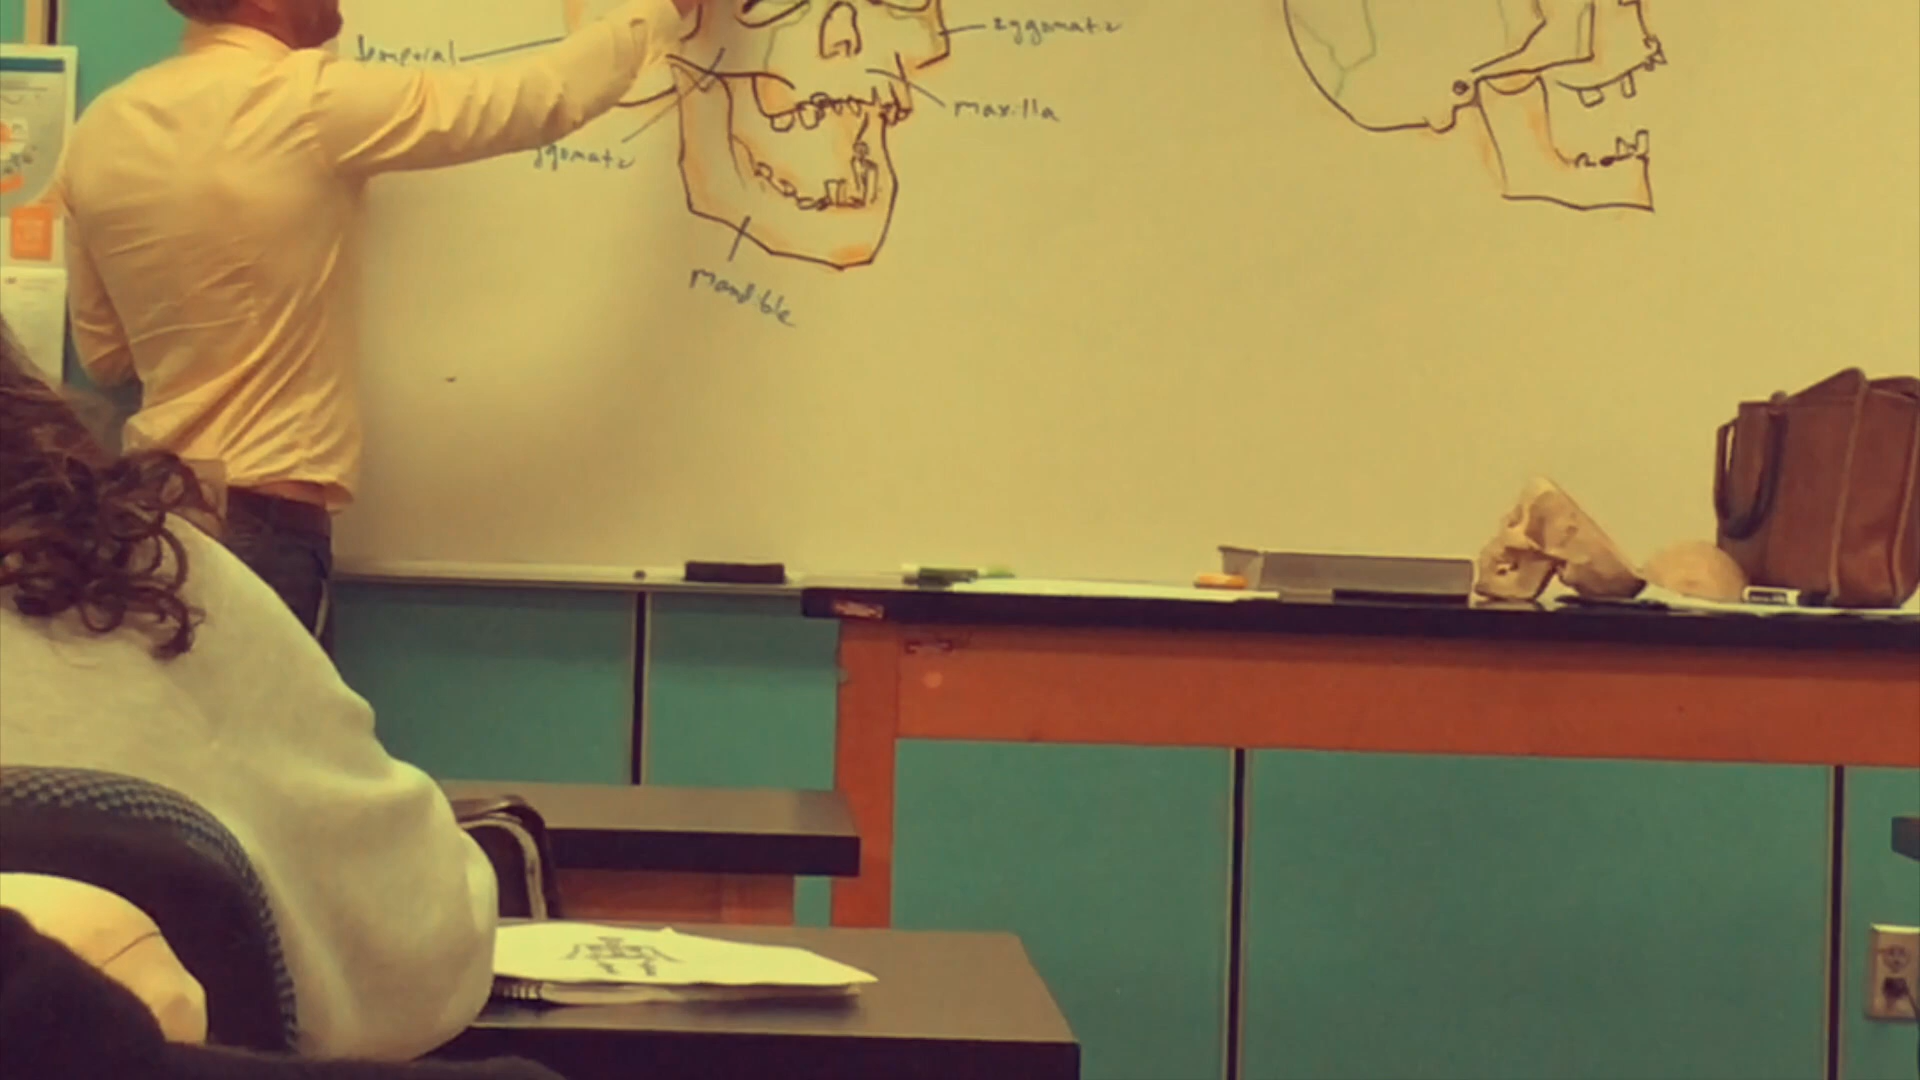 temporal
zygomatic
maxilla
zygomatic
mandible